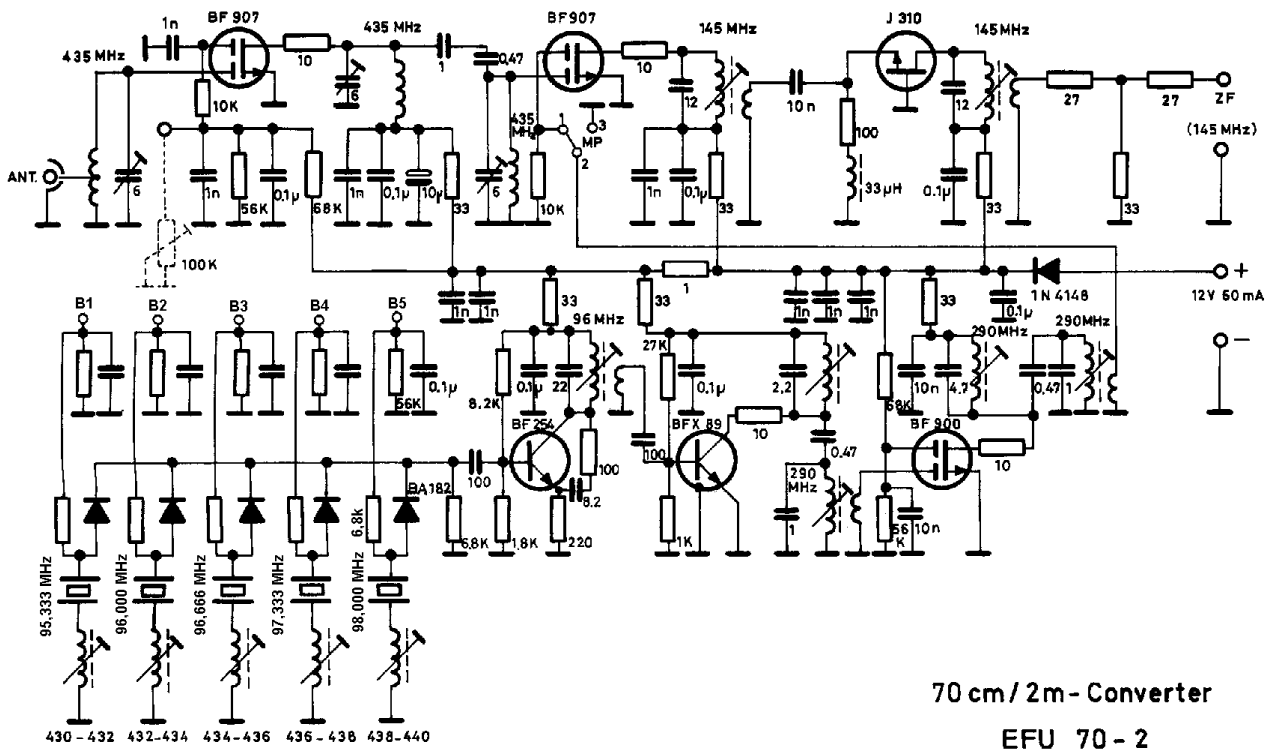 BF 907
BF907
J 310
1n
435 MHz
435 MHz
145 MHz
145 MHz
10
1
0,47
10
6
12
10n
12
27
27
ZF
(145 MHz)
10K
435 MHz
1
3
MP
2
100
ANT.
6
1n
56K
0.1µ
68K
1n
0.1µ
10µ
33
6
10K
1n
33
33µH
0.1µ
33
33
100K
1
+
12V 60mA
1N 4148
1n
1n
1n
1n
1n
0.1µ
B1
B2
B3
B4
B5
33
96 MHz
33
33
290MHz
290MHz
27K
0.1µ
56K
8.2K
0.1µ
22
0.1µ
2,2
10n
4.7
0.47
1
−
68K
BF 254
BFX 89
BF 900
10
100
100
100
0.47
10
8.2
BA182
290 MHz
6,8k
6,8K
1,8K
220
1K
1
56 K
10n
95,333 MHz
96,000 MHz
96,666 MHz
97,333 MHz
98,000 MHz
430-432
432-434
434-436
436-438
438-440
70 cm / 2m - Converter
EFU 70 - 2